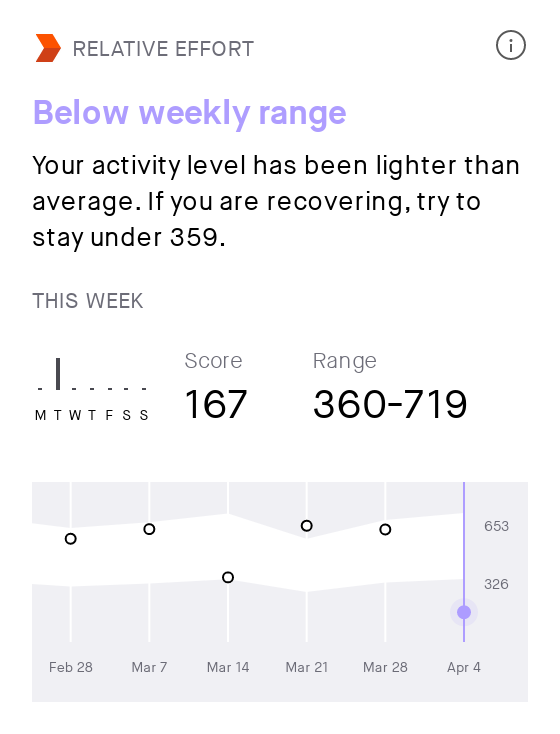 RELATIVE EFFORT
Below weekly range
Your activity level has been lighter than
average. If you are recovering, try to
stay under 359.
THIS WEEK
Score Range
167 360-719
M T W T F S S
653
326
Feb 28 Mar 7 Mar 14 Mar 21 Mar 28 Apr 4